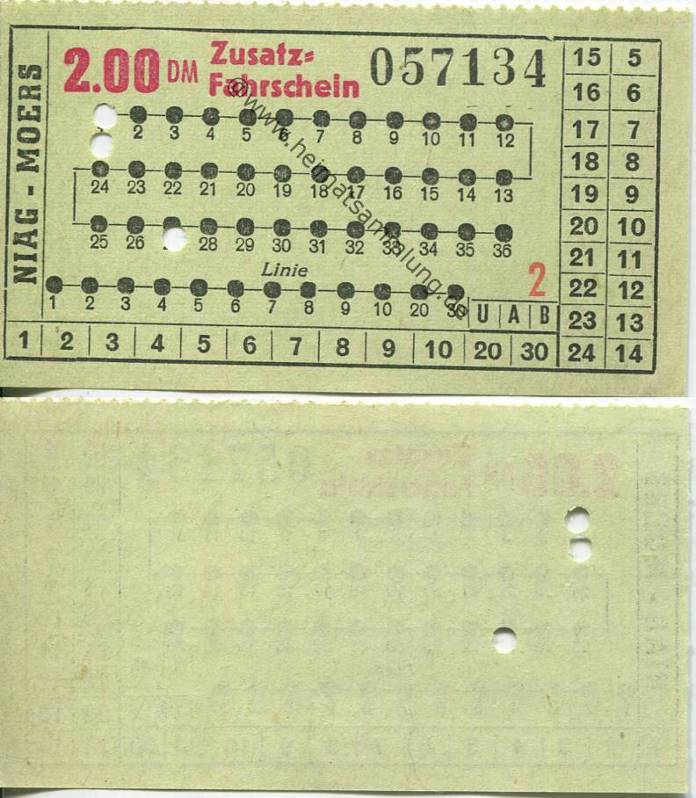 NIAG - MOERS
2.00 DM Zusatz=
Fahrschein
057134
2 3 4 5 6 7 8 9 10 11 12
24 23 22 21 20 19 18 17 16 15 14 13
25 26 28 29 30 31 32 33 34 35 36
Linie
1 2 3 4 5 6 7 8 9 10 20 30
2
U A B
1 2 3 4 5 6 7 8 9 10 20 30
15 5
16 6
17 7
18 8
19 9
20 10
21 11
22 12
23 13
24 14
©www.heimatsammlung.de